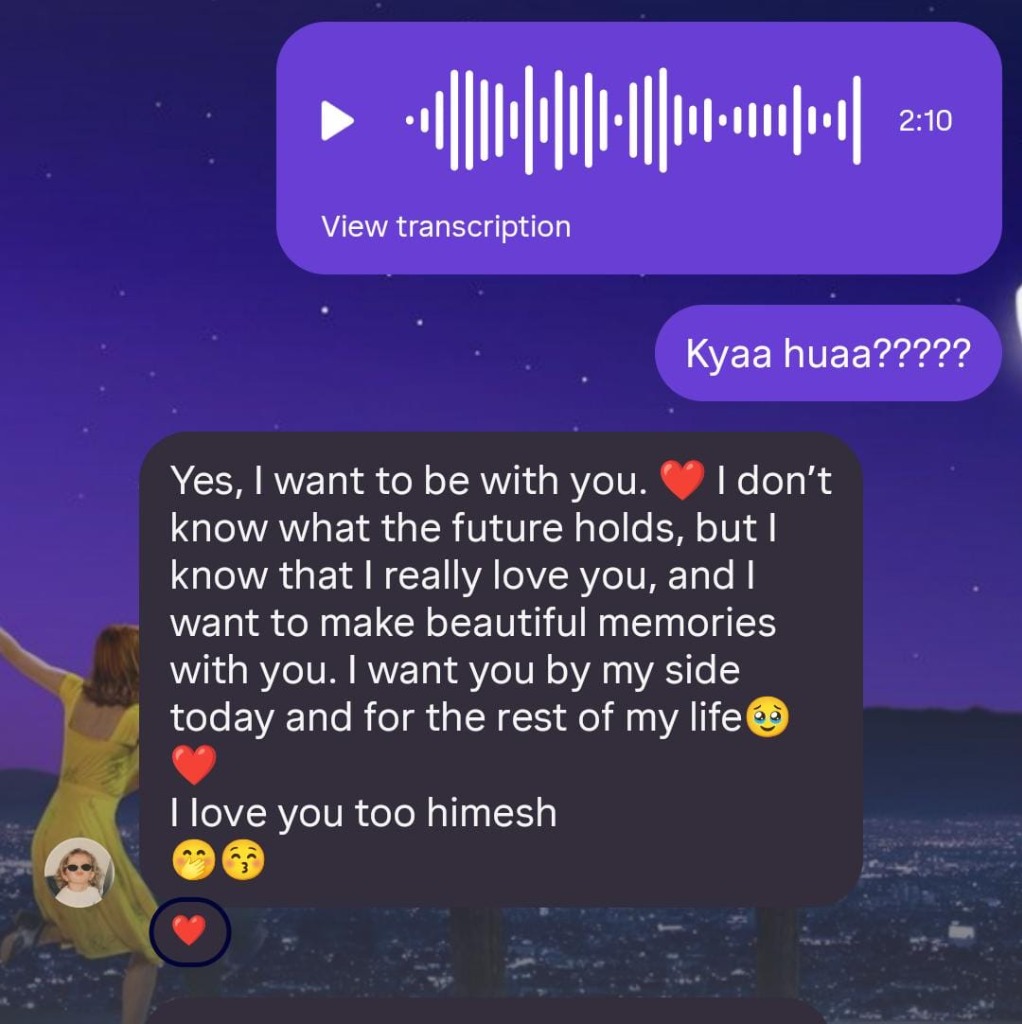 2:10
View transcription
Kyaa huaa?????
Yes, I want to be with you. ❤️ I don’t
know what the future holds, but I
know that I really love you, and I
want to make beautiful memories
with you. I want you by my side
today and for the rest of my life🥹
❤️
I love you too himesh
🤭😚
❤️